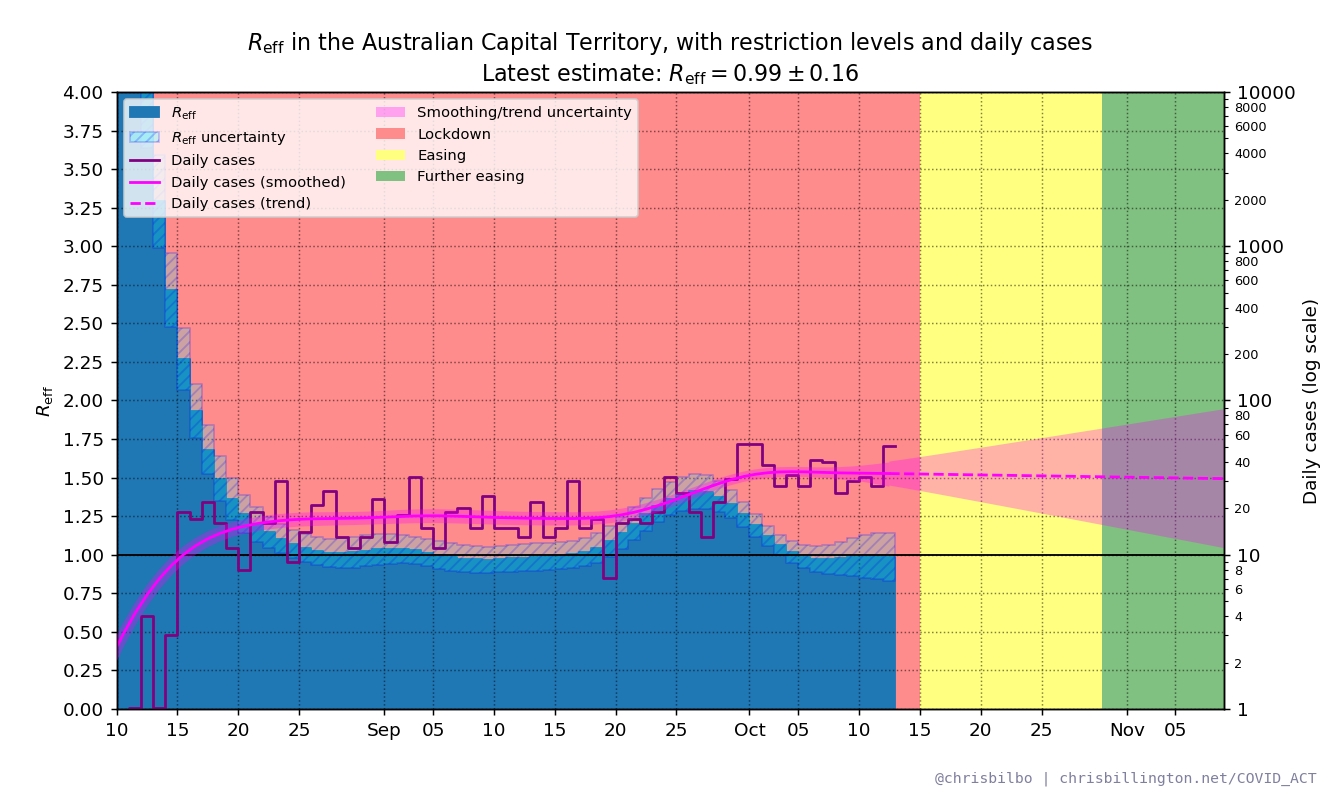 R_eff in the Australian Capital Territory, with restriction levels and daily cases
Latest estimate: R_eff = 0.99 ± 0.16
R_eff
R_eff uncertainty
Daily cases
Daily cases (smoothed)
Daily cases (trend)
Smoothing/trend uncertainty
Lockdown
Easing
Further easing
4.00
3.75
3.50
3.25
3.00
2.75
2.50
2.25
2.00
1.75
1.50
1.25
1.00
0.75
0.50
0.25
0.00
R_eff
10000
8000
6000
4000
2000
1000
800
600
400
200
100
80
60
40
20
10
8
6
4
2
1
Daily cases (log scale)
10 15 20 25 Sep 05 10 15 20 25 Oct 05 10 15 20 25 Nov 05
@chrisbilbo | chrisbillington.net/COVID_ACT